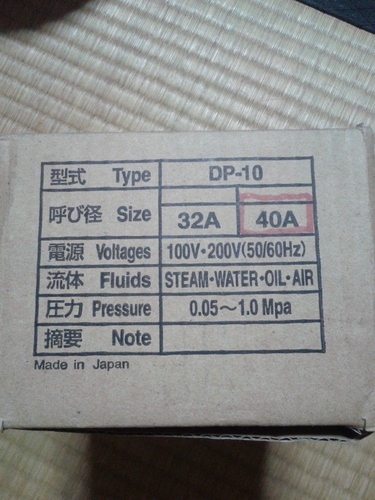 型式 Type DP-10
呼び径 Size 32A 40A
電源 Voltages 100V・200V(50/60Hz)
流体 Fluids STEAM・WATER・OIL・AIR
圧力 Pressure 0.05～1.0 Mpa
摘要 Note
Made in Japan